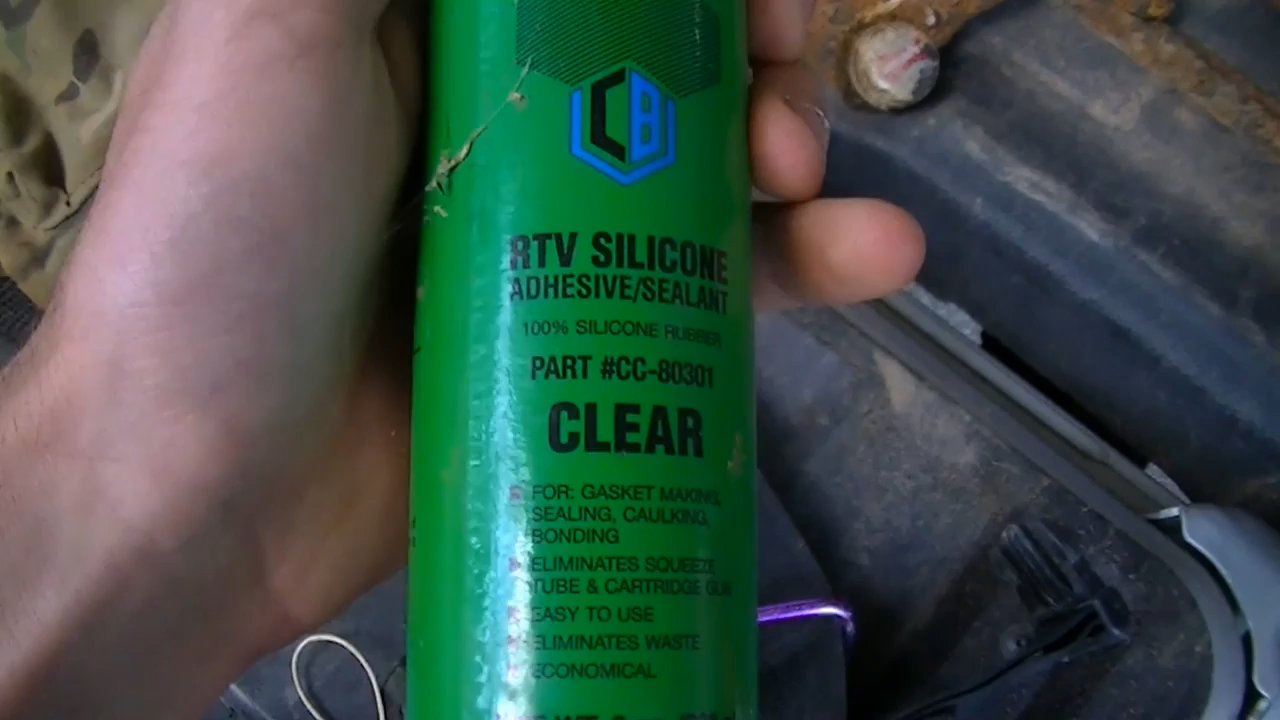 CB
RTV SILICONE
ADHESIVE/SEALANT
100% SILICONE RUBBER
PART #CC-80301
CLEAR
FOR: GASKET MAKING,
SEALING, CAULKING,
BONDING
ELIMINATES SQUEEZE
TUBE & CARTRIDGE
EASY TO USE
ELIMINATES WASTE
ECONOMICAL